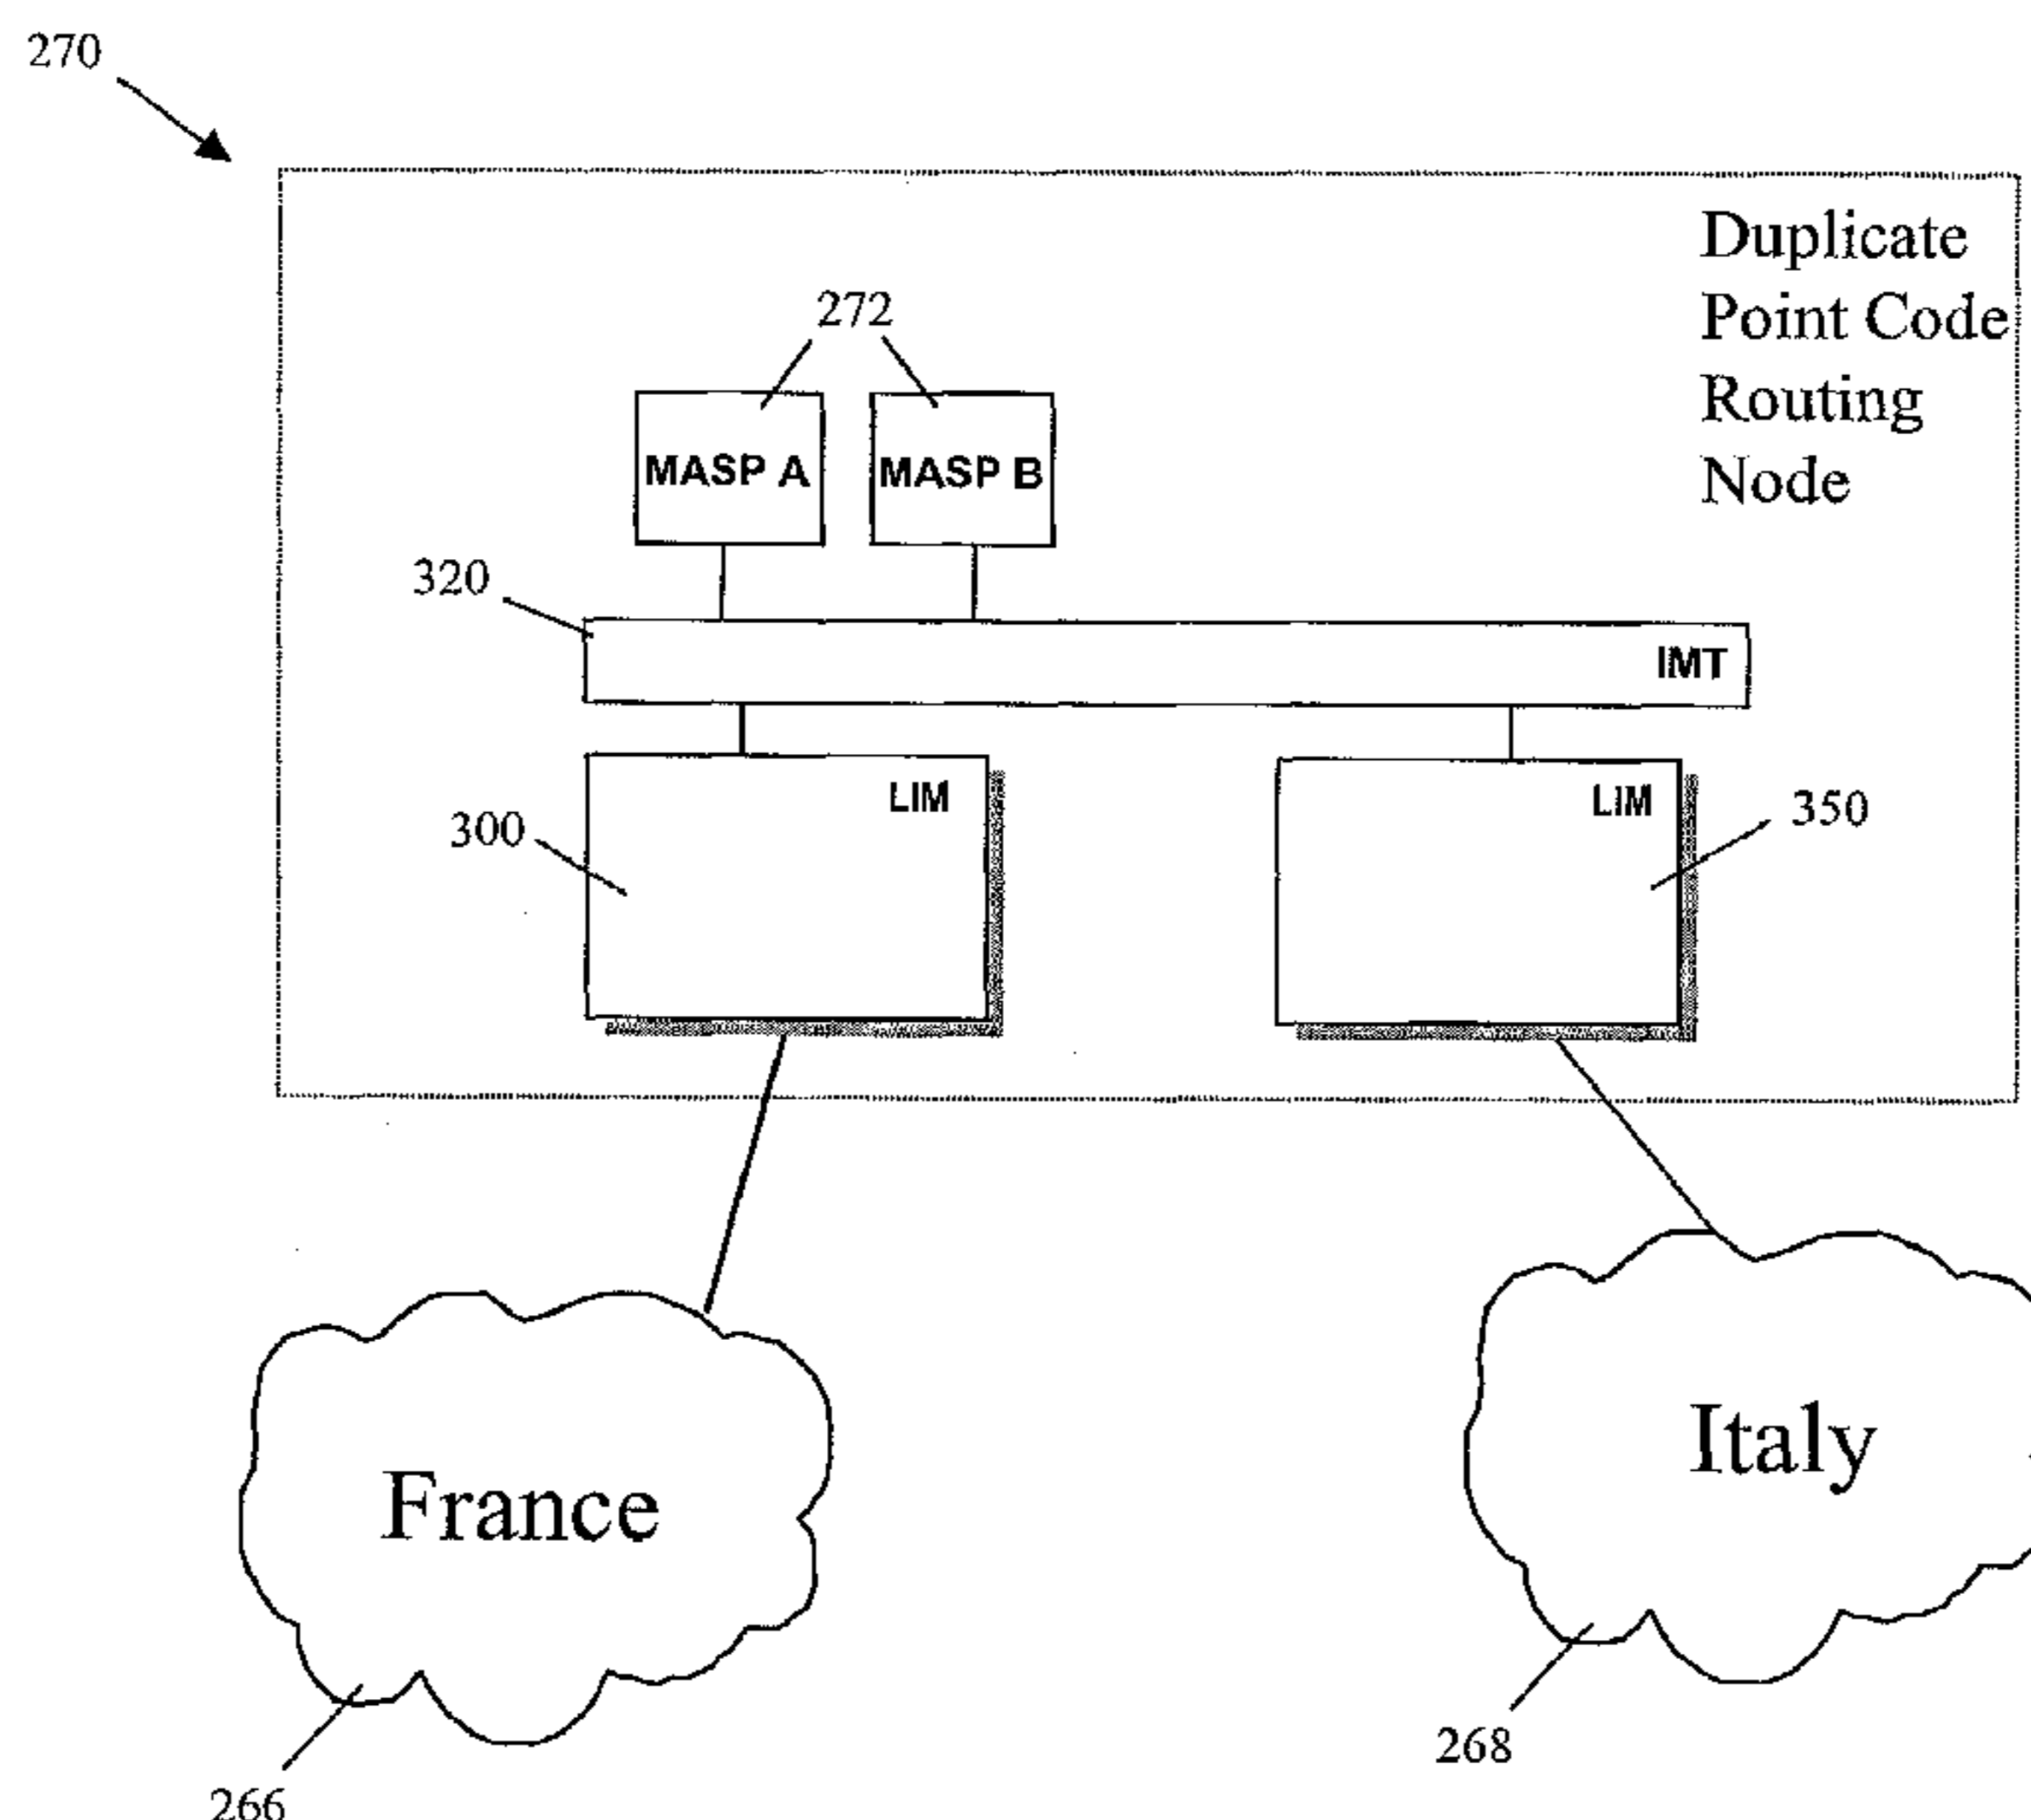 270
Duplicate
Point Code
Routing
Node
272
MASP A
MASP B
320
IMT
LIM
LIM
300
350
France
Italy
266
268